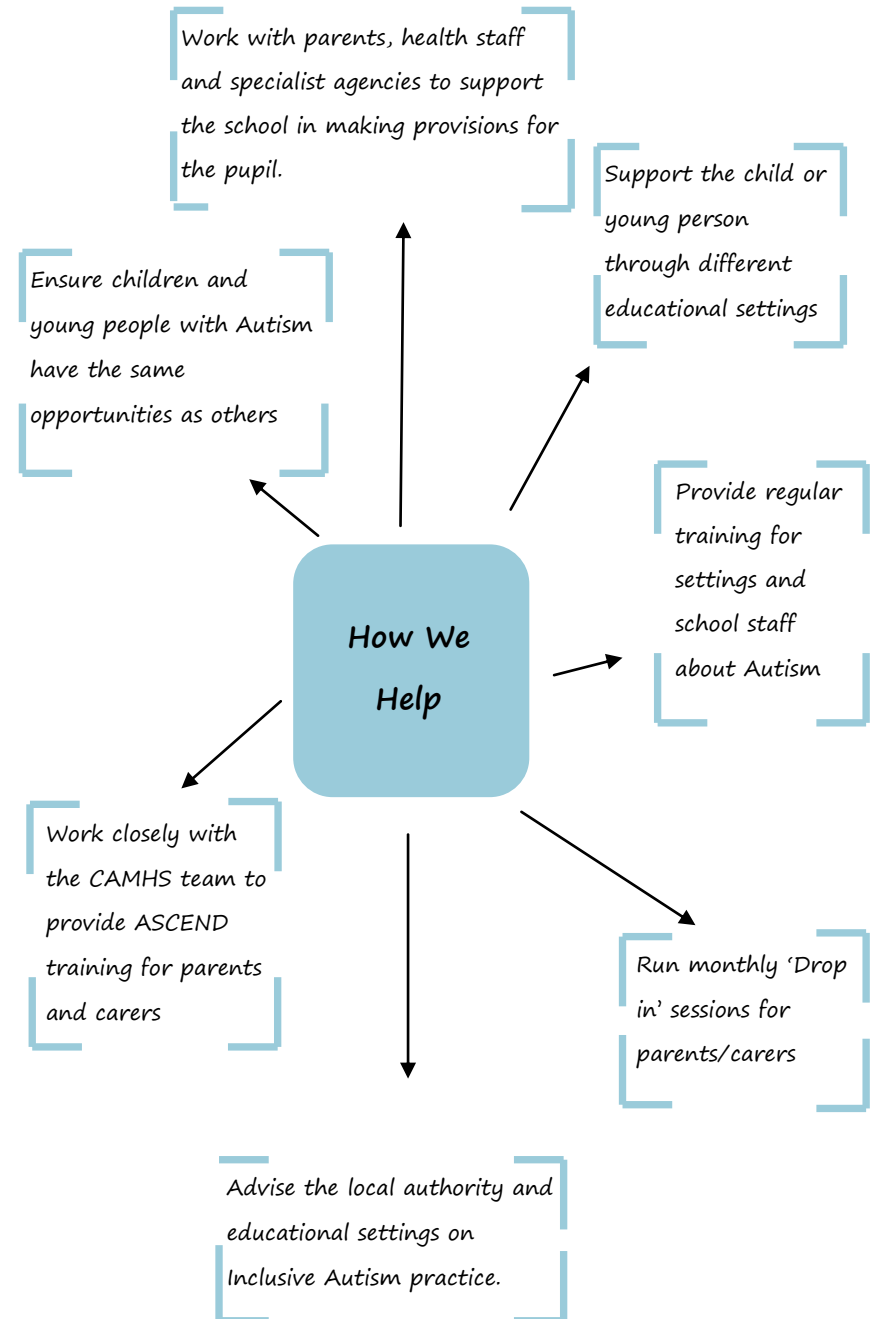 Work with parents, health staff
and specialist agencies to support
the school in making provisions for
the pupil.
Support the child or
young person
through different
educational settings
Ensure children and
young people with Autism
have the same
opportunities as others
Provide regular
training for
settings and
school staff
about Autism
How We
Help
Work closely with
the CAMHS team to
provide ASCEND
training for parents
and carers
Run monthly ‘Drop
in’ sessions for
parents/carers
Advise the local authority and
educational settings on
Inclusive Autism practice.